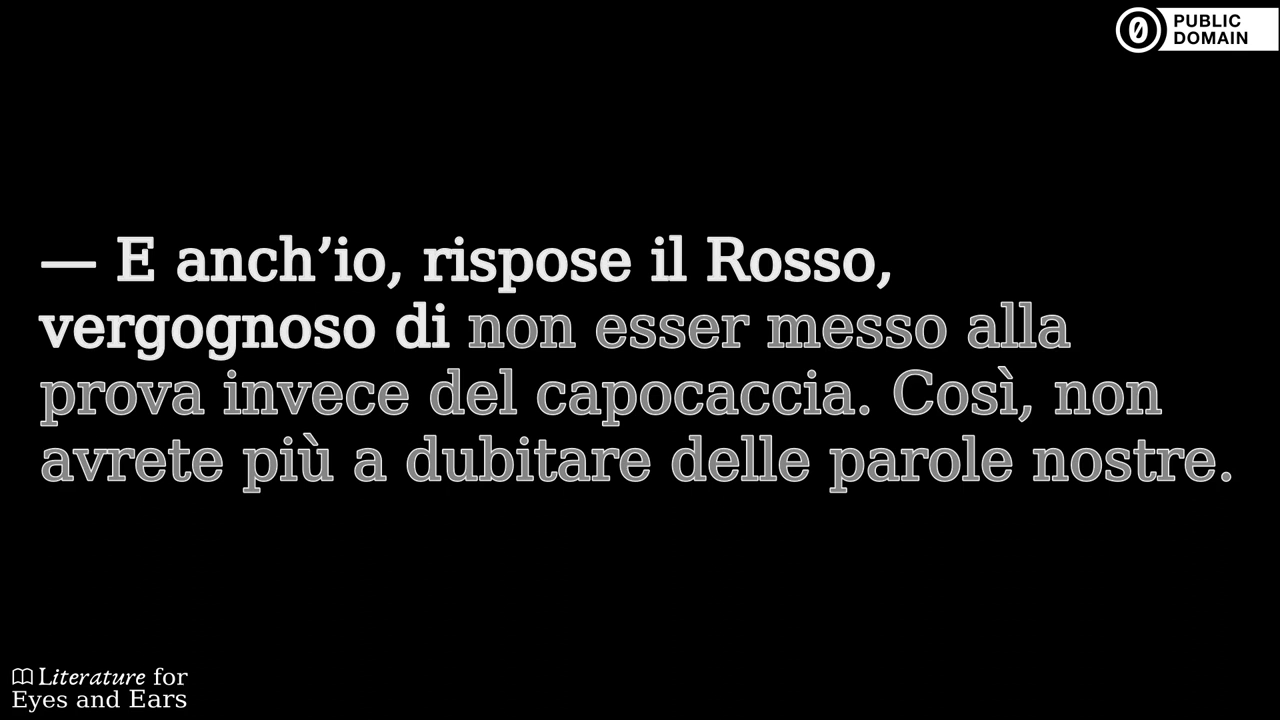 PUBLIC
DOMAIN
— E anch’io, rispose il Rosso,
vergognoso di non esser messo alla
prova invece del capocaccia. Così, non
avrete più a dubitare delle parole nostre.
Literature for
Eyes and Ears